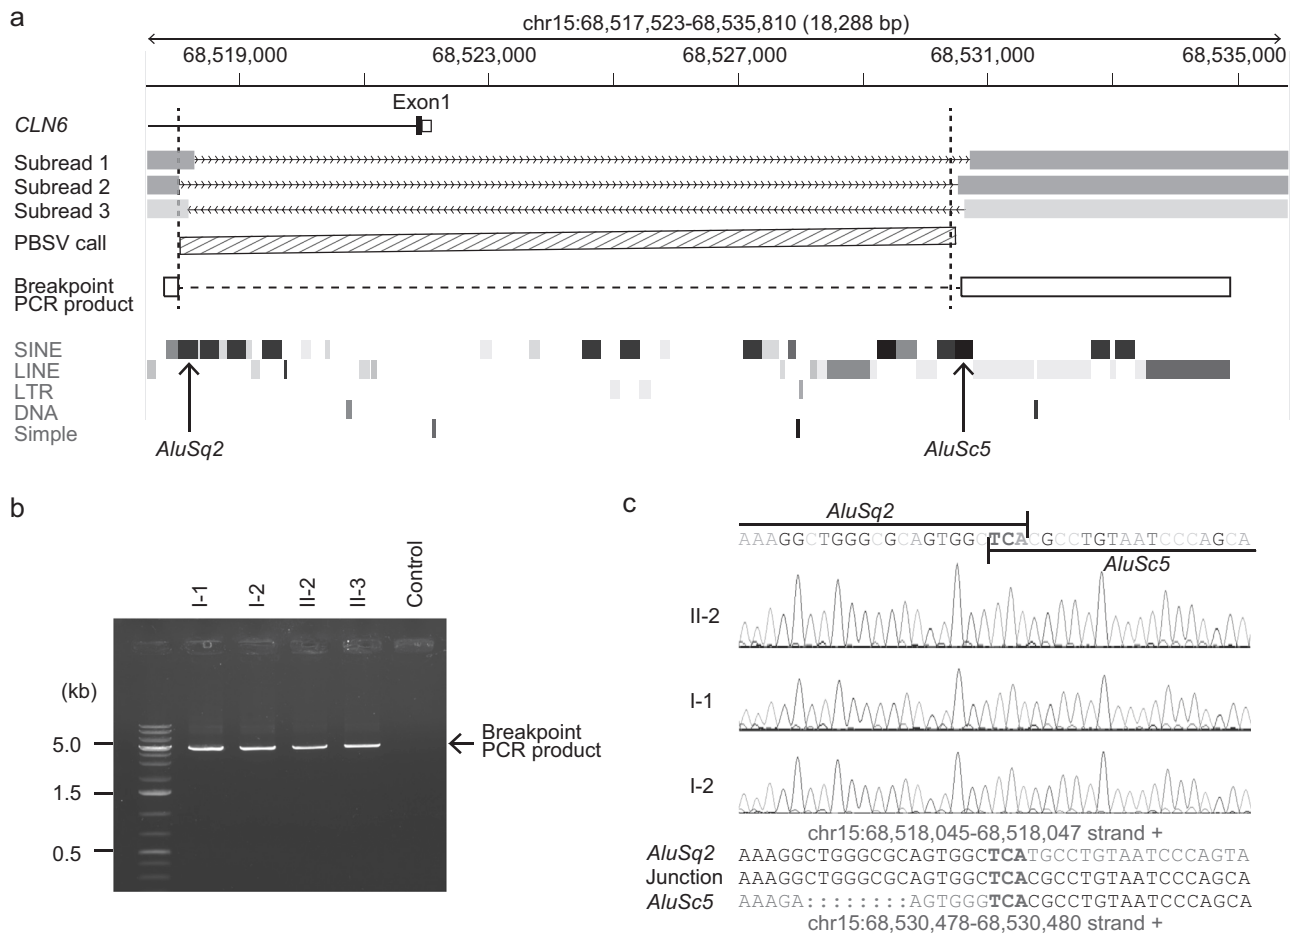 a
chr15:68,517,523-68,535,810 (18,288 bp)
68,519,000 68,523,000 68,527,000 68,531,000 68,535,000
Exon1
CLN6
Subread 1
Subread 2
Subread 3
PBSV call
Breakpoint
PCR product
SINE
LINE
LTR
DNA
Simple
AluSq2 AluSc5
b
I-1 I-2 II-2 II-3 Control
(kb)
5.0
1.5
0.5
Breakpoint
PCR product
c
AluSq2
AAAGGCTGGGCGCAGTGGCTCACGCCTGTAATCCCAGCA
AluSc5
II-2
I-1
I-2
chr15:68,518,045-68,518,047 strand +
AluSq2 AAAGGCTGGGCGCAGTGGCTCATGCCTGTAATCCCAGTA
Junction AAAGGCTGGGCGCAGTGGCTCACGCCTGTAATCCCAGCA
AluSc5 AAAGA::::::::AGTGGGTCACGCCTGTAATCCCAGCA
chr15:68,530,478-68,530,480 strand +